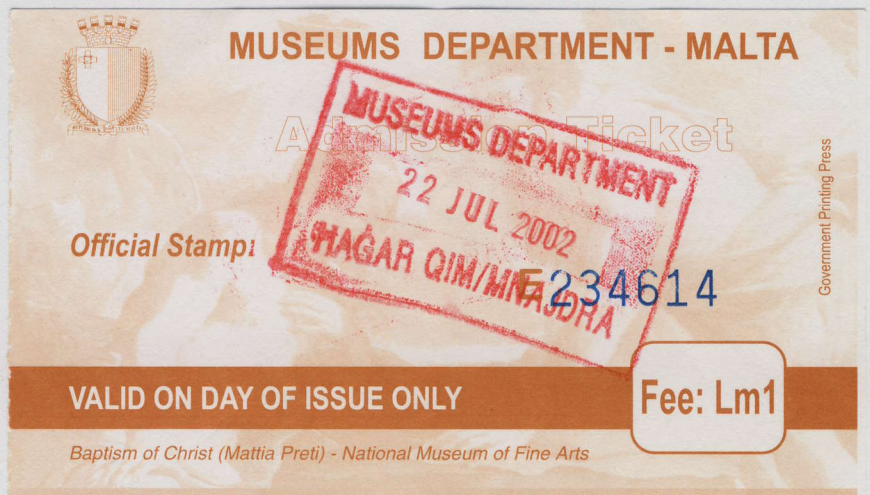 MUSEUMS DEPARTMENT - MALTA
Admission Ticket
MUSEUMS DEPARTMENT
22 JUL 2002
ĦAĠAR QIM/MNAJDRA
Official Stamp:
E234614
Government Printing Press
VALID ON DAY OF ISSUE ONLY
Fee: Lm1
Baptism of Christ (Mattia Preti) - National Museum of Fine Arts